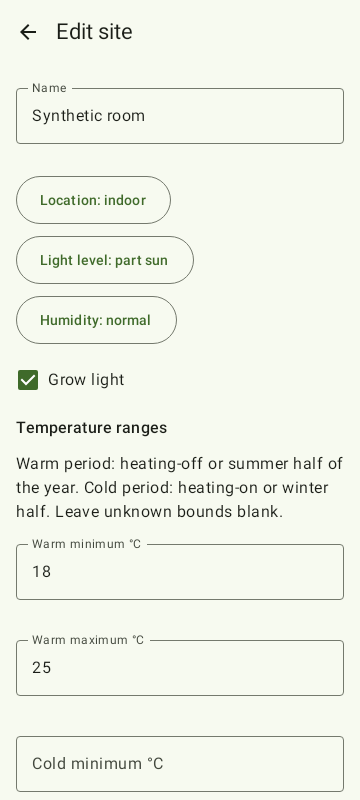 Edit site
Name
Synthetic room
Location: indoor
Light level: part sun
Humidity: normal
Grow light
Temperature ranges
Warm period: heating-off or summer half of
the year. Cold period: heating-on or winter
half. Leave unknown bounds blank.
Warm minimum °C
18
Warm maximum °C
25
Cold minimum °C